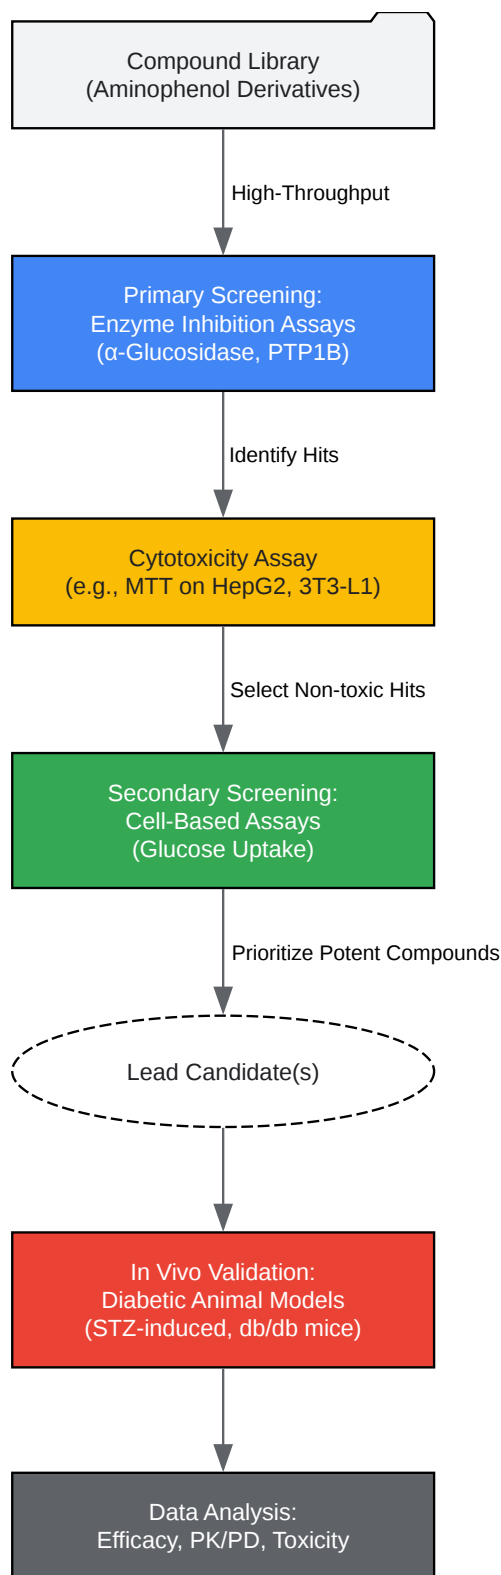 Compound Library
(Aminophenol Derivatives)
High-Throughput
Primary Screening:
Enzyme Inhibition Assays
(α-Glucosidase, PTP1B)
Identify Hits
Cytotoxicity Assay
(e.g., MTT on HepG2, 3T3-L1)
Select Non-toxic Hits
Secondary Screening:
Cell-Based Assays
(Glucose Uptake)
Prioritize Potent Compounds
Lead Candidate(s)
In Vivo Validation:
Diabetic Animal Models
(STZ-induced, db/db mice)
Data Analysis:
Efficacy, PK/PD, Toxicity